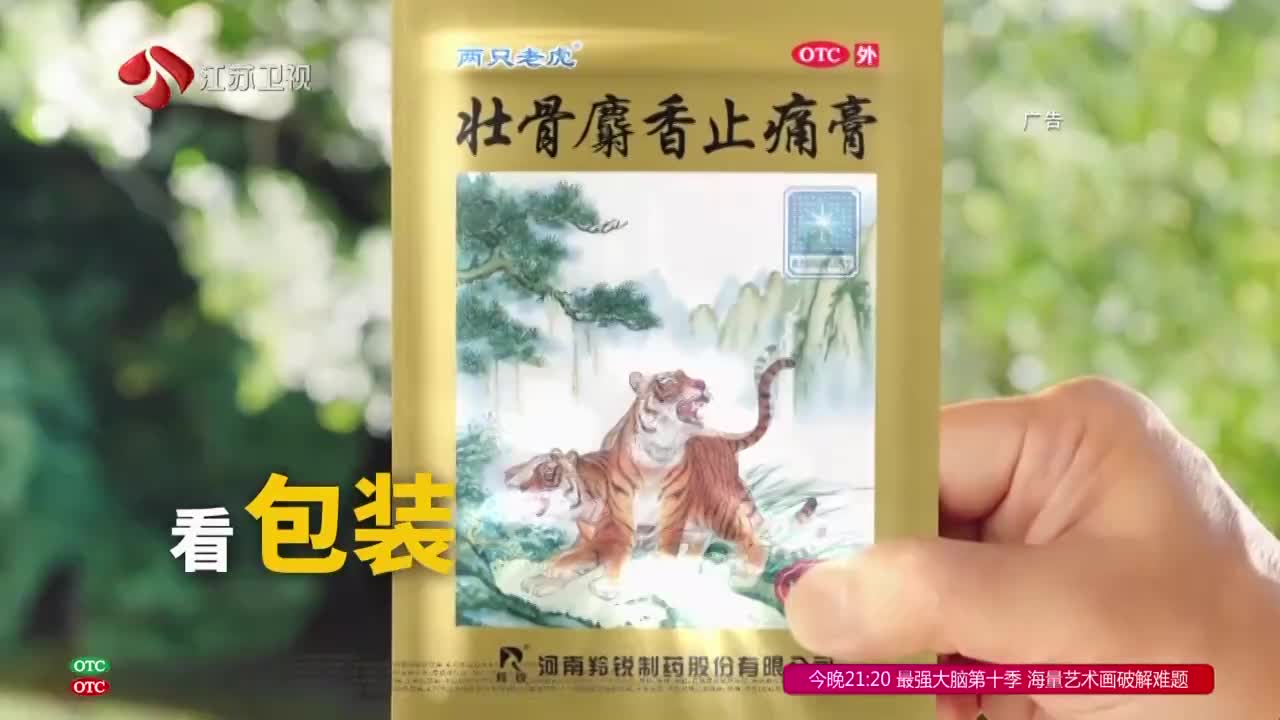 江苏卫视
两只老虎®
OTC 外
壮骨麝香止痛膏
广告
看包装
河南羚锐制药股份有限公司
OTC
OTC
今晚21:20 最强大脑第十季 海量艺术画破解难题